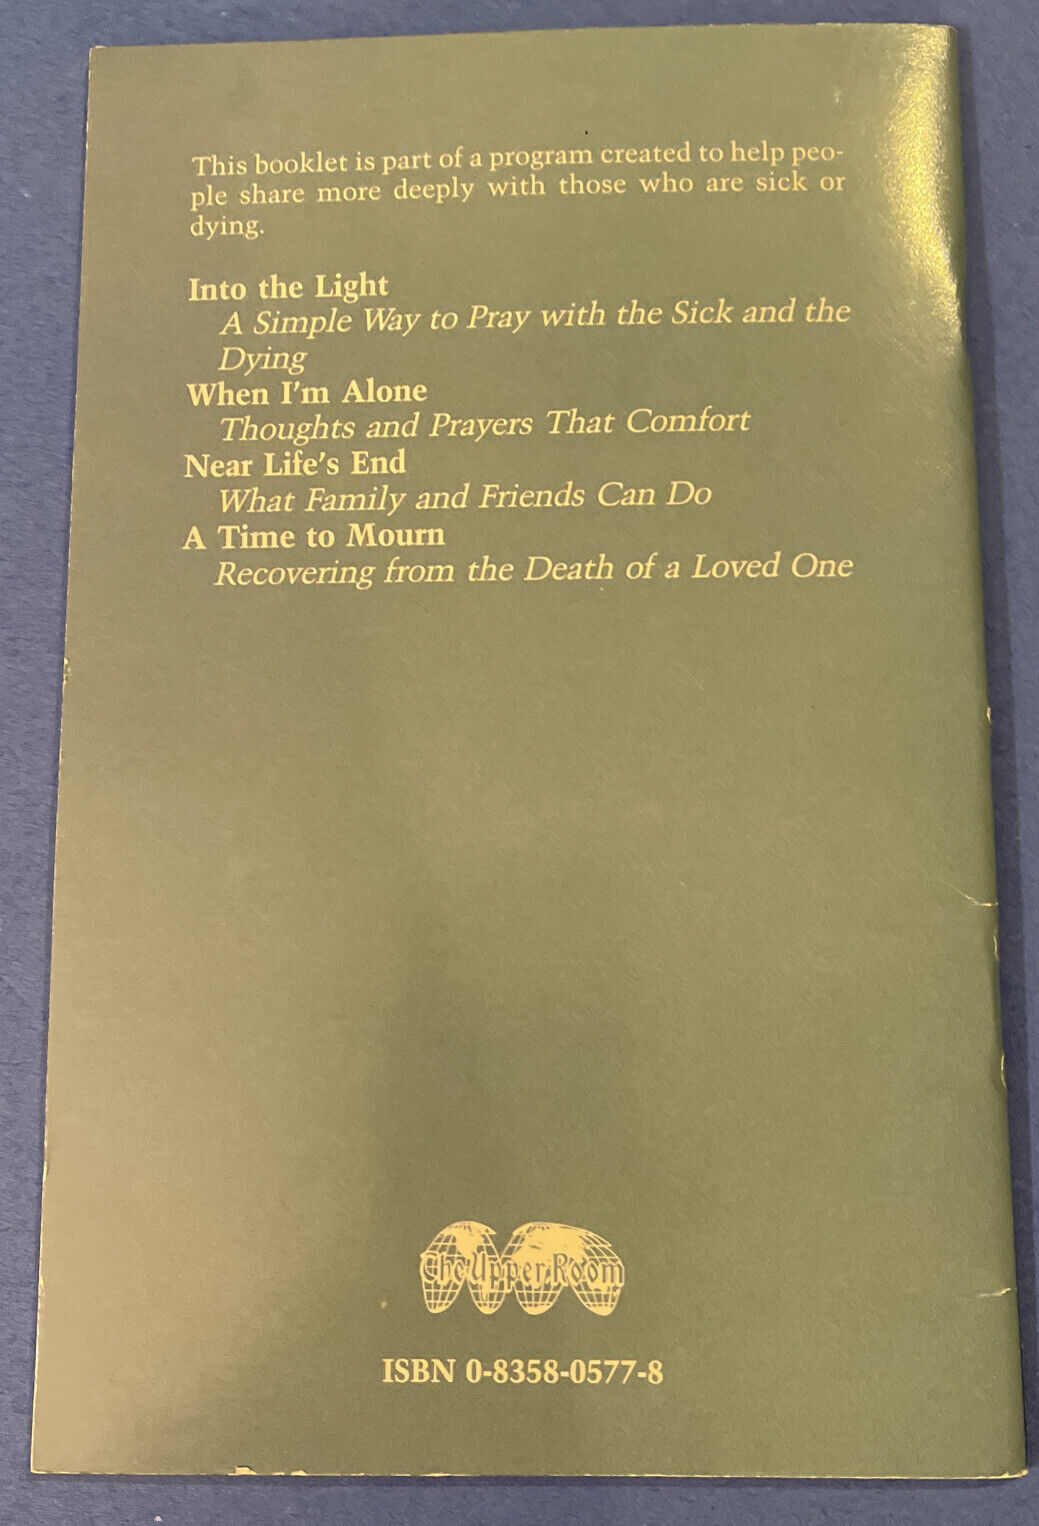 This booklet is part of a program created to help peo-
ple share more deeply with those who are sick or
dying.
Into the Light
A Simple Way to Pray with the Sick and the
Dying
When I'm Alone
Thoughts and Prayers That Comfort
Near Life's End
What Family and Friends Can Do
A Time to Mourn
Recovering from the Death of a Loved One
The Upper Room
ISBN 0-8358-0577-8